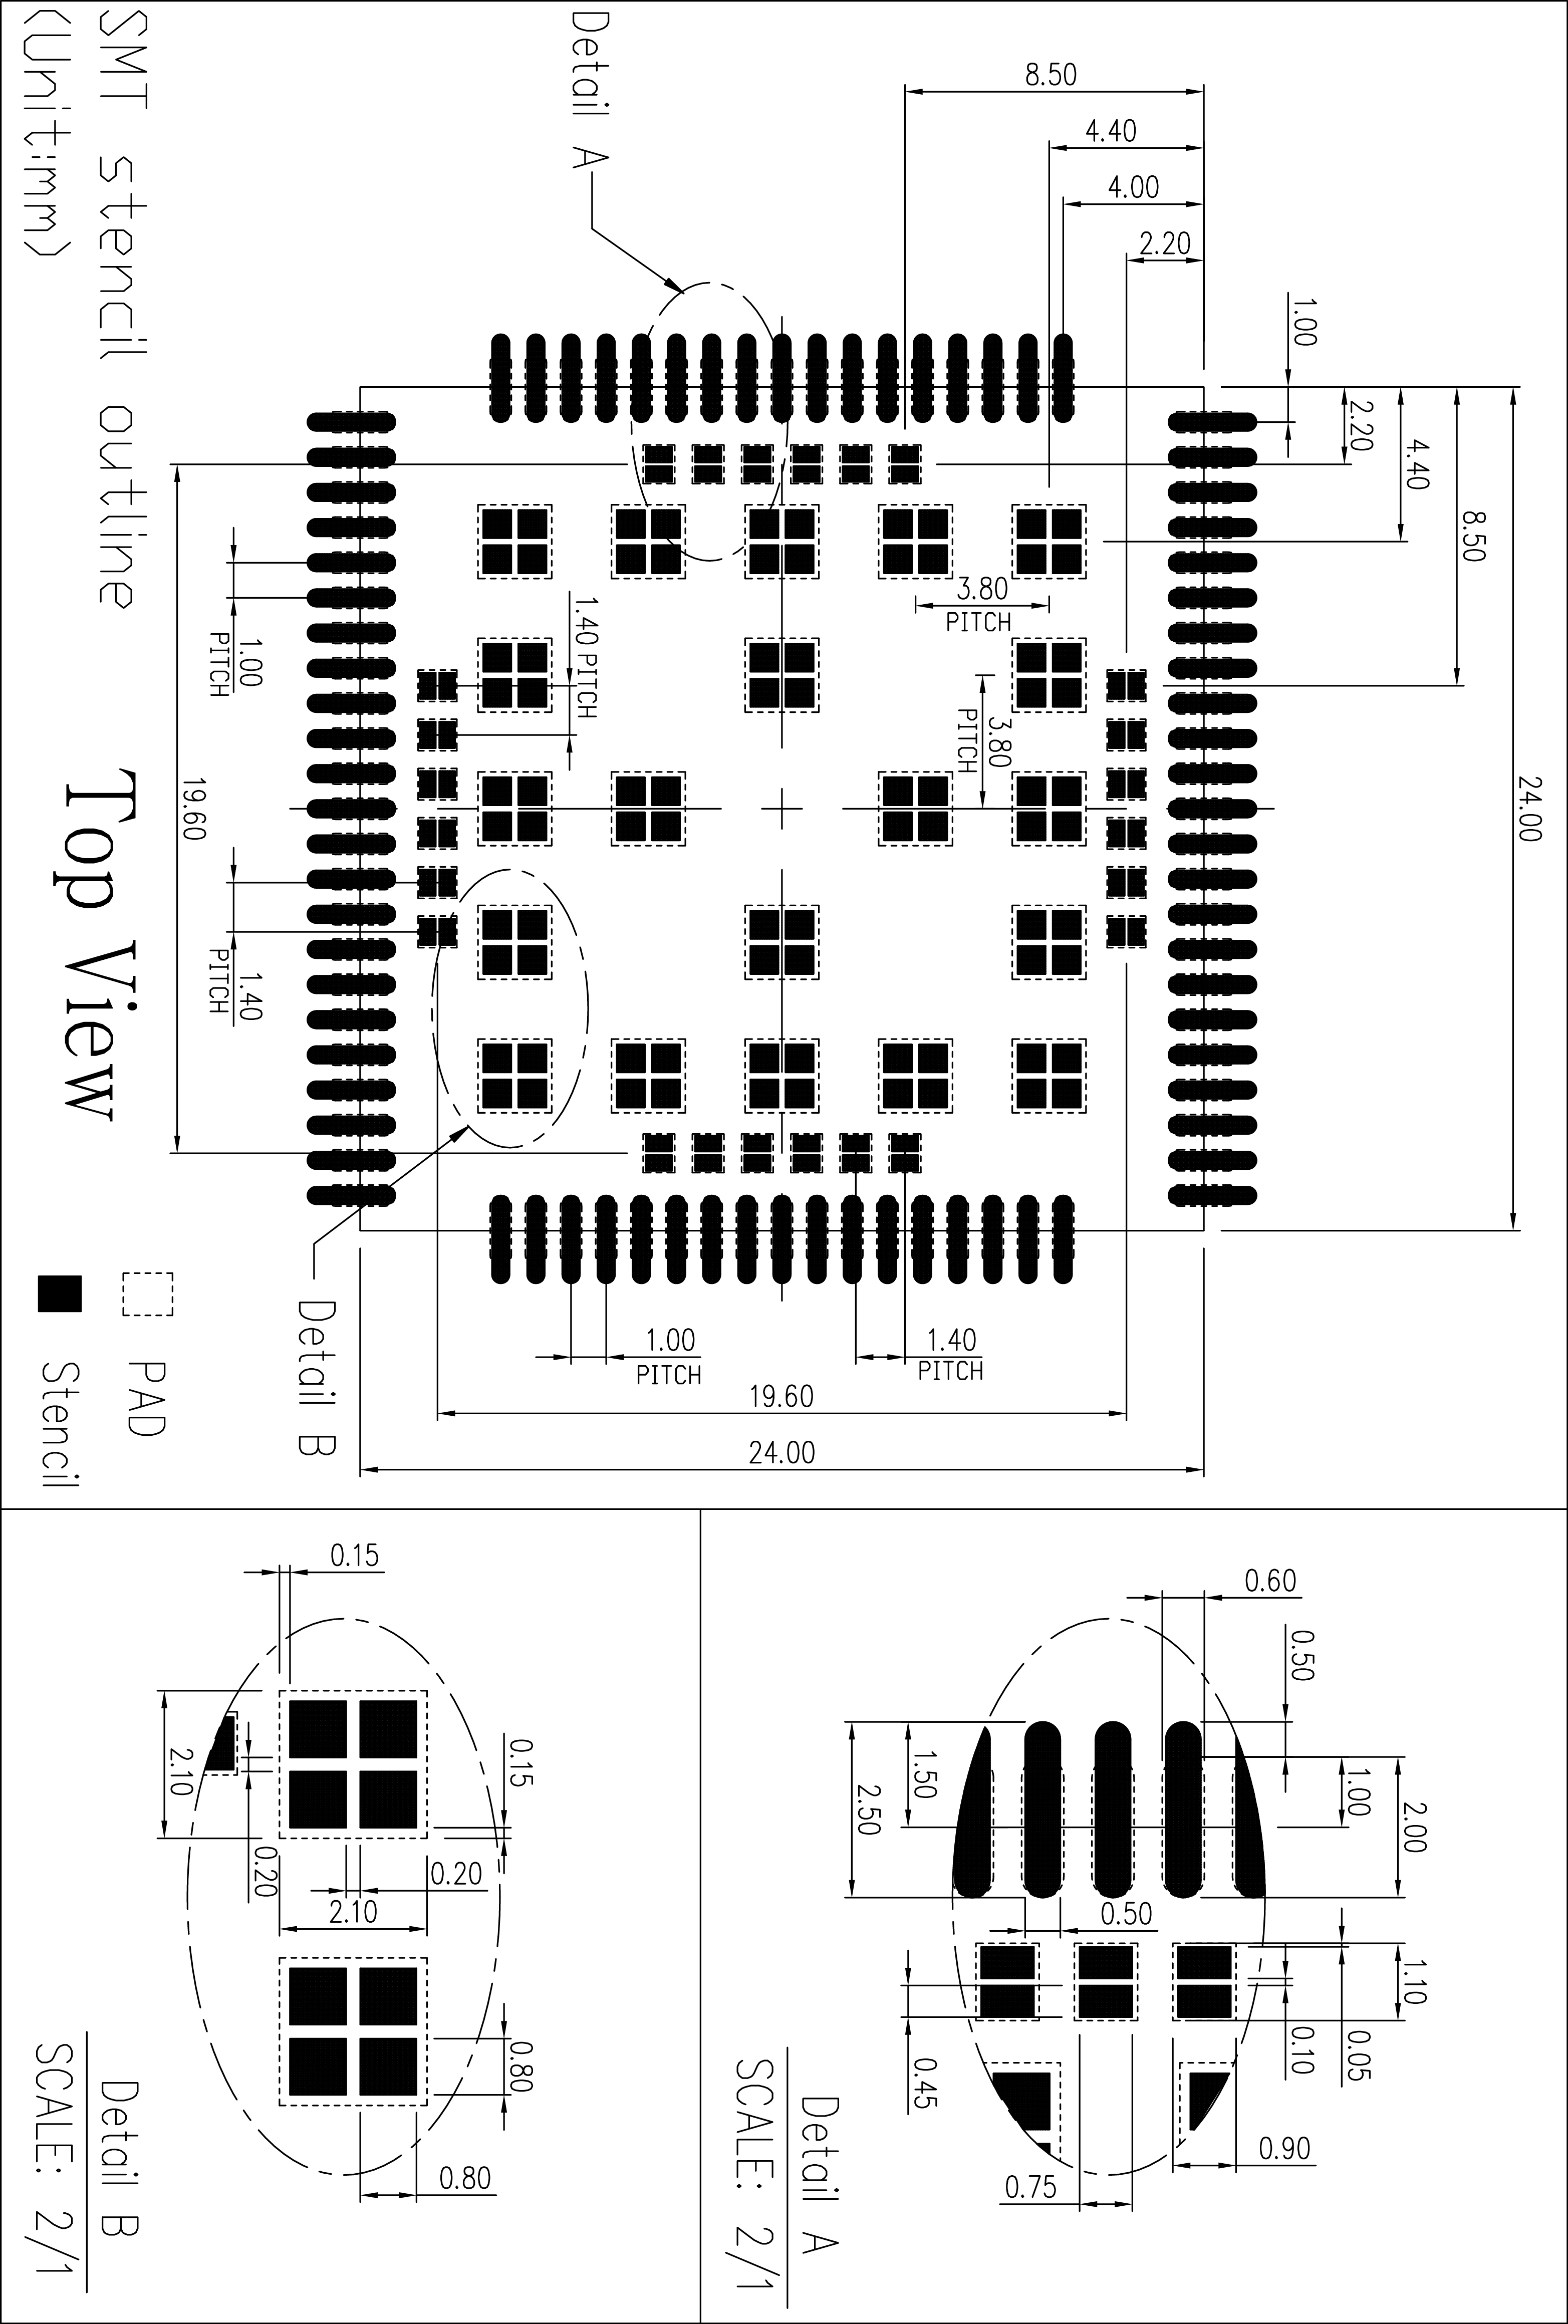 SMT stencil outline
(Unit:mm)
Top View
PAD
Stencil
Detail A
Detail B
8.50
4.40
4.00
2.20
1.00
2.20
4.40
8.50
24.00
3.80
PITCH
3.80
PITCH
1.40 PITCH
1.00
PITCH
19.60
1.40
PITCH
1.00
PITCH
1.40
PITCH
19.60
24.00
0.60
0.50
1.00
2.00
1.50
2.50
0.50
1.10
0.05
0.10
0.45
0.90
0.75
Detail A
SCALE: 2/1
0.15
2.10
0.15
0.20
0.20
2.10
0.80
0.80
Detail B
SCALE: 2/1